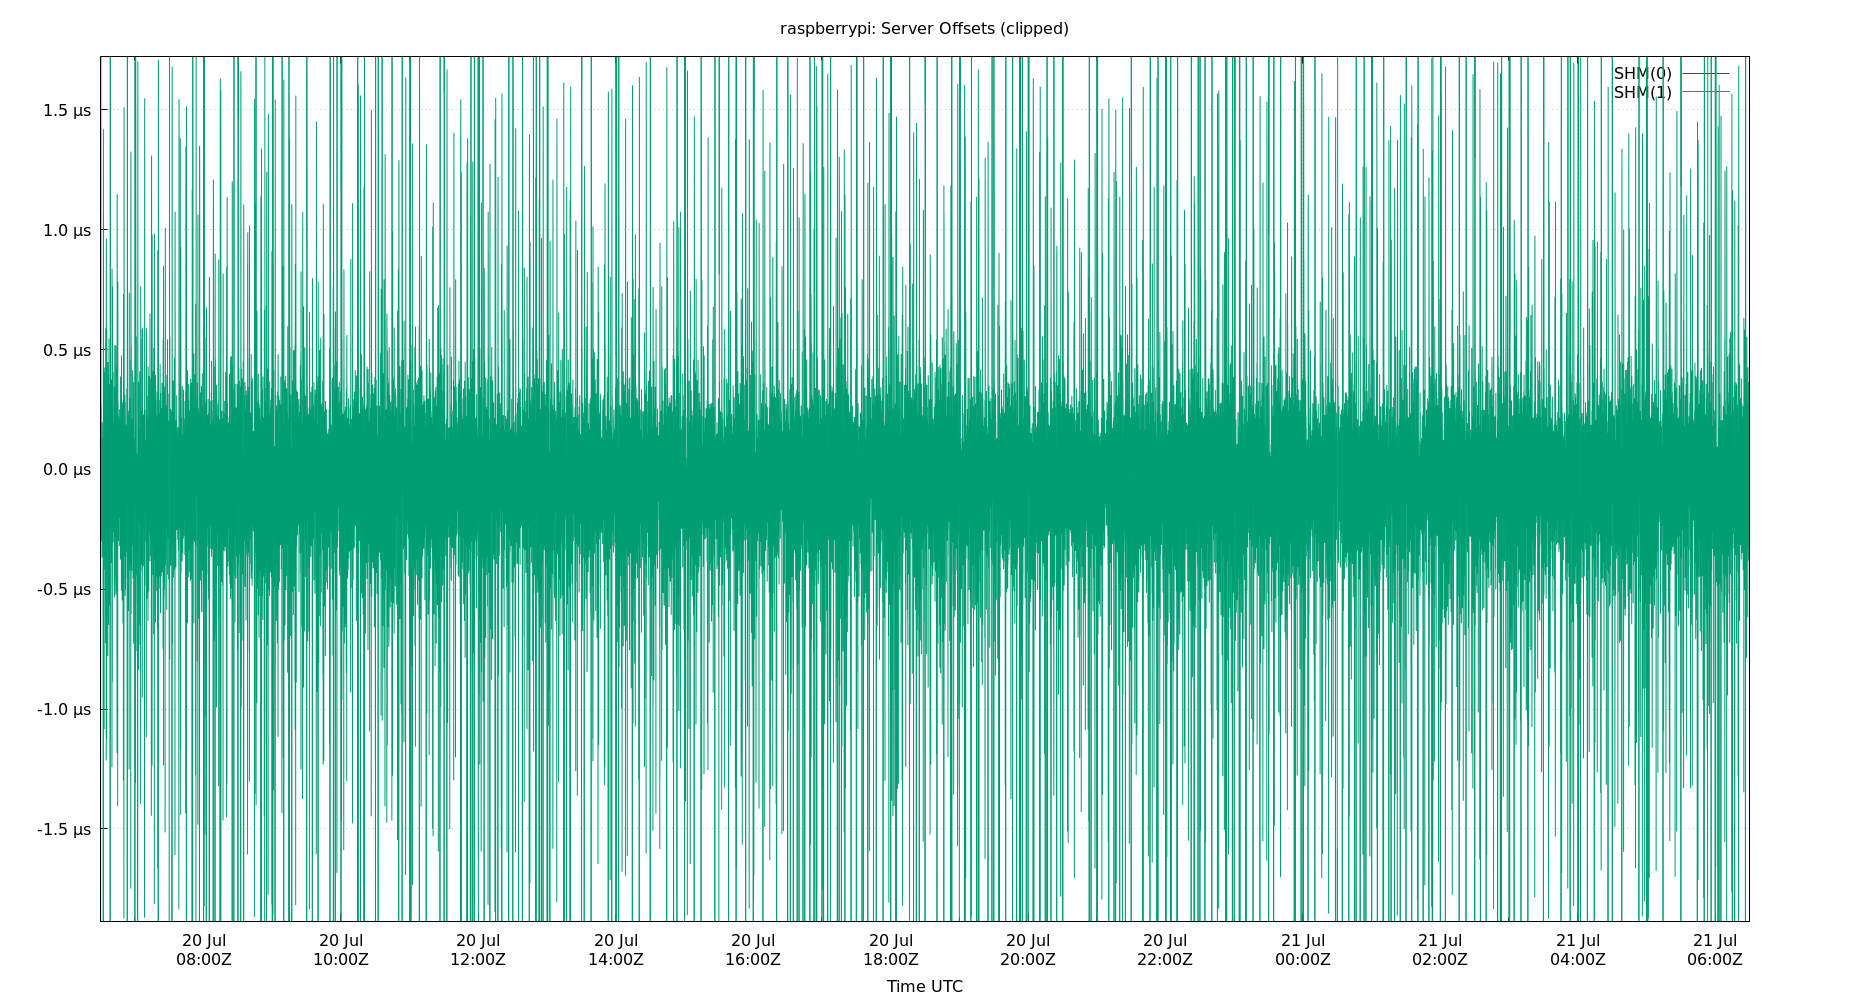 raspberrypi: Server Offsets (clipped)
SHM(0)
SHM(1)
1.5 μs
1.0 μs
0.5 μs
0.0 μs
-0.5 μs
-1.0 μs
-1.5 μs
20 Jul 20 Jul 20 Jul 20 Jul 20 Jul 20 Jul 20 Jul 20 Jul 21 Jul 21 Jul 21 Jul 21 Jul
08:00Z 10:00Z 12:00Z 14:00Z 16:00Z 18:00Z 20:00Z 22:00Z 00:00Z 02:00Z 04:00Z 06:00Z
Time UTC